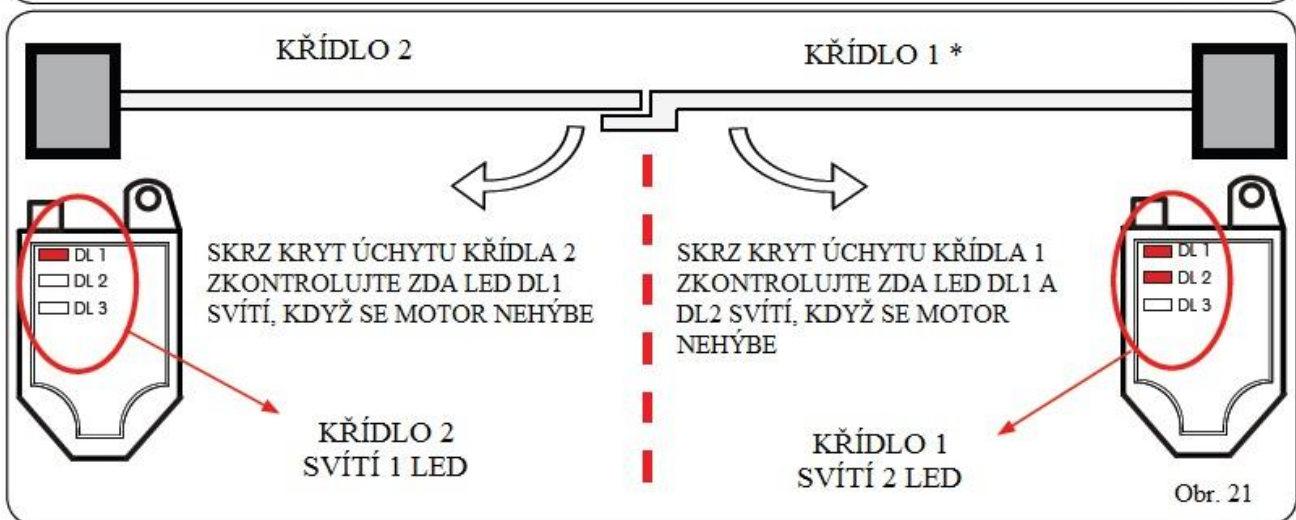 KŘÍDLO 2
KŘÍDLO 1 *
DL 1
DL 2
DL 3
SKRZ KRYT ÚCHYTU KŘÍDLA 2
ZKONTROLUJTE ZDA LED DL1
SVÍTÍ, KDYŽ SE MOTOR NEHÝBE
SKRZ KRYT ÚCHYTU KŘÍDLA 1
ZKONTROLUJTE ZDA LED DL1 A
DL2 SVÍTÍ, KDYŽ SE MOTOR
NEHÝBE
DL 1
DL 2
DL 3
KŘÍDLO 2
SVÍTÍ 1 LED
KŘÍDLO 1
SVÍTÍ 2 LED
Obr. 21